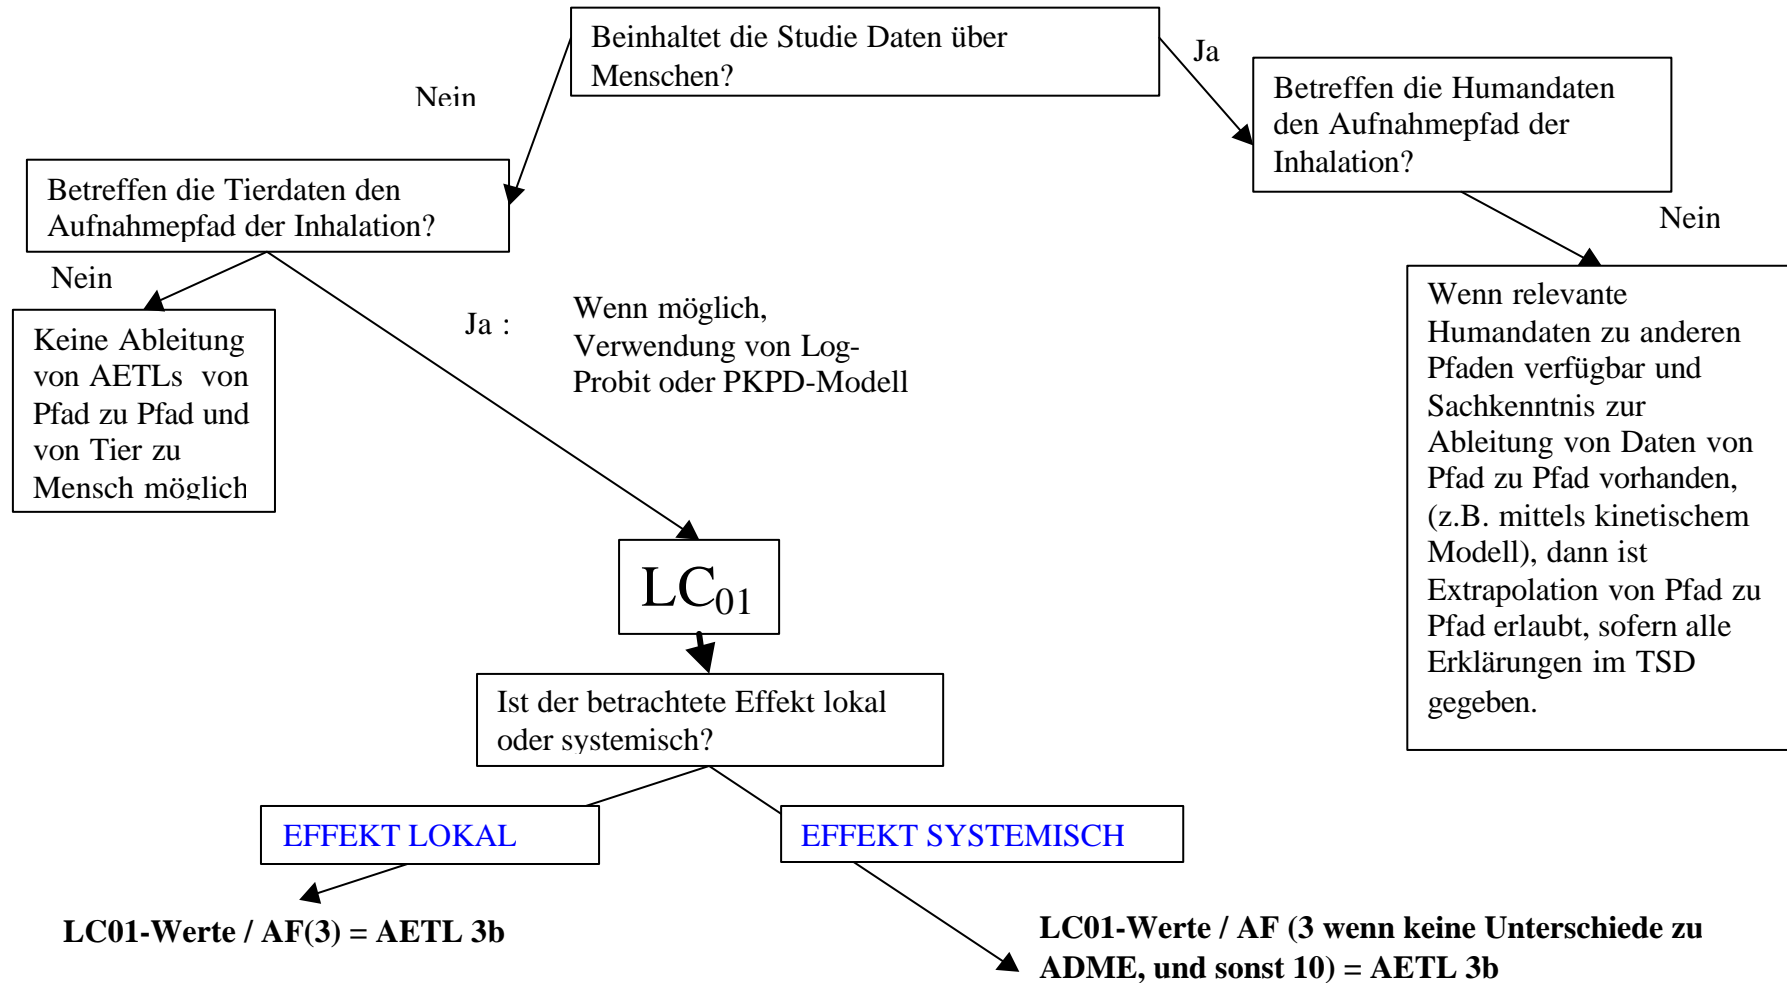 Beinhaltet die Studie Daten über
Menschen?
Ja
Nein
Betreffen die Humandaten
den Aufnahmepfad der
Inhalation?
Betreffen die Tierdaten den
Aufnahmepfad der Inhalation?
Nein
Nein
Keine Ableitung
von AETLs von
Pfad zu Pfad und
von Tier zu
Mensch möglich
Ja :
Wenn möglich,
Verwendung von Log-
Probit oder PKPD-Modell
Wenn relevante
Humandaten zu anderen
Pfaden verfügbar und
Sachkenntnis zur
Ableitung von Daten von
Pfad zu Pfad vorhanden,
(z.B. mittels kinetischem
Modell), dann ist
Extrapolation von Pfad zu
Pfad erlaubt, sofern alle
Erklärungen im TSD
gegeben.
LC01
Ist der betrachtete Effekt lokal
oder systemisch?
EFFEKT LOKAL
EFFEKT SYSTEMISCH
LC01-Werte / AF(3) = AETL 3b
LC01-Werte / AF (3 wenn keine Unterschiede zu
ADME, und sonst 10) = AETL 3b